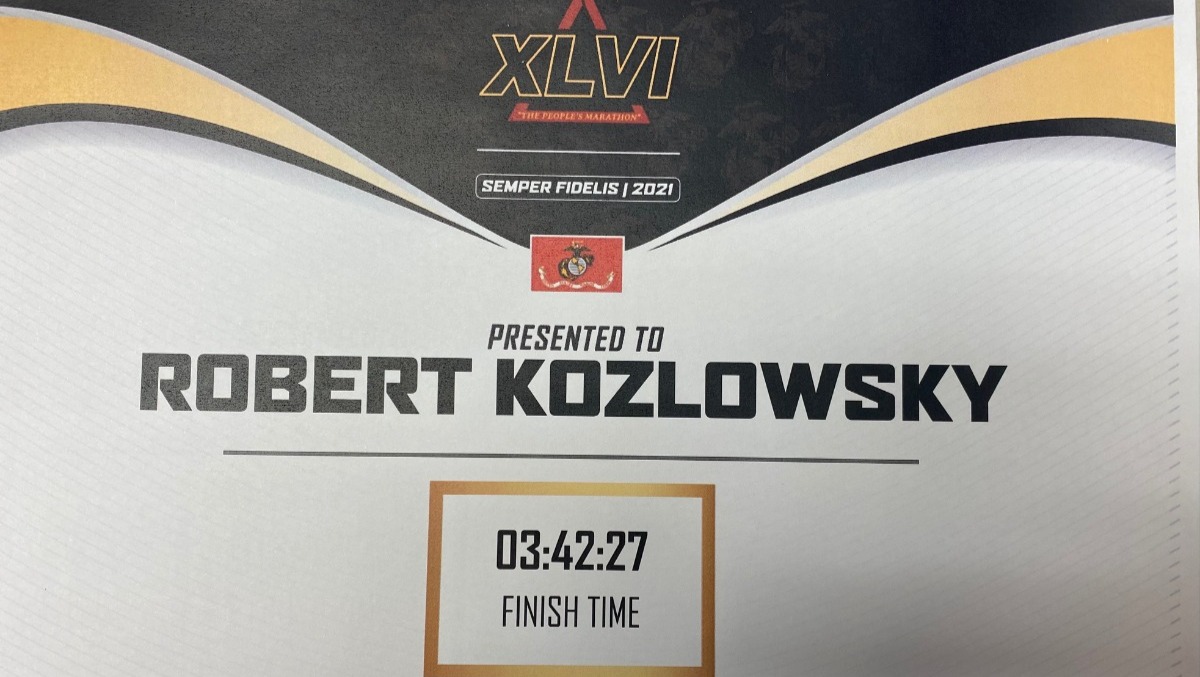 XLVI
"THE PEOPLE'S MARATHON"
SEMPER FIDELIS | 2021
PRESENTED TO
ROBERT KOZLOWSKY
03:42:27
FINISH TIME